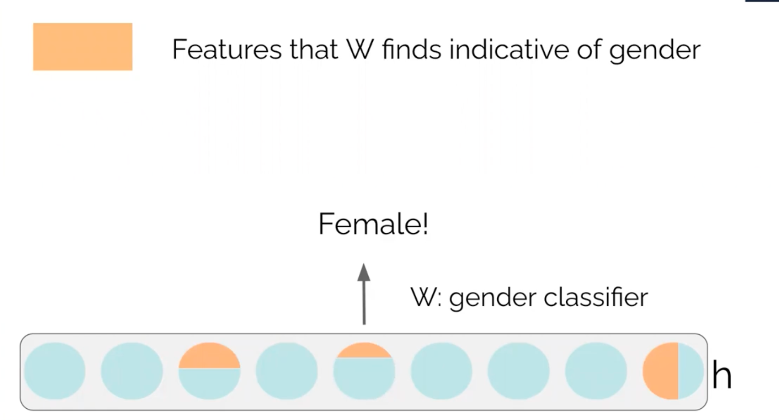 Features that W finds indicative of gender
Female!
W: gender classifier
h